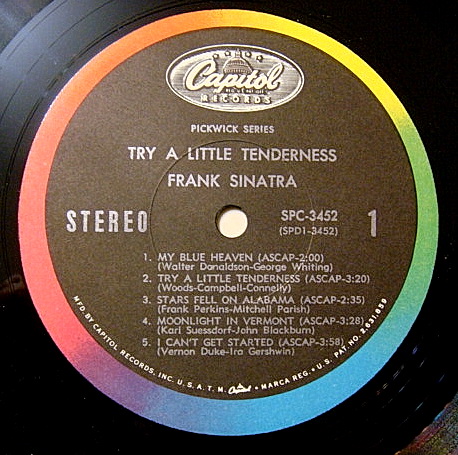 Capitol
RECORDS
PICKWICK SERIES
TRY A LITTLE TENDERNESS
FRANK SINATRA
STEREO
SPC-3452
(SPD1-3452)
1
1. MY BLUE HEAVEN (ASCAP-2:00)
(Walter Donaldson-George Whiting)
2. TRY A LITTLE TENDERNESS (ASCAP-3:20)
(Woods-Campbell-Connelly)
3. STARS FELL ON ALABAMA (ASCAP-2:35)
(Frank Perkins-Mitchell Parish)
4. MOONLIGHT IN VERMONT (ASCAP-3:28)
(Karl Suessdorf-John Blackburn)
5. I CAN'T GET STARTED (ASCAP-3:58)
(Vernon Duke-Ira Gershwin)
MFD. BY CAPITOL RECORDS, INC. U.S.A. T.M. Capitol • MARCA REG. • U.S. PAT. NO. 2,631,859